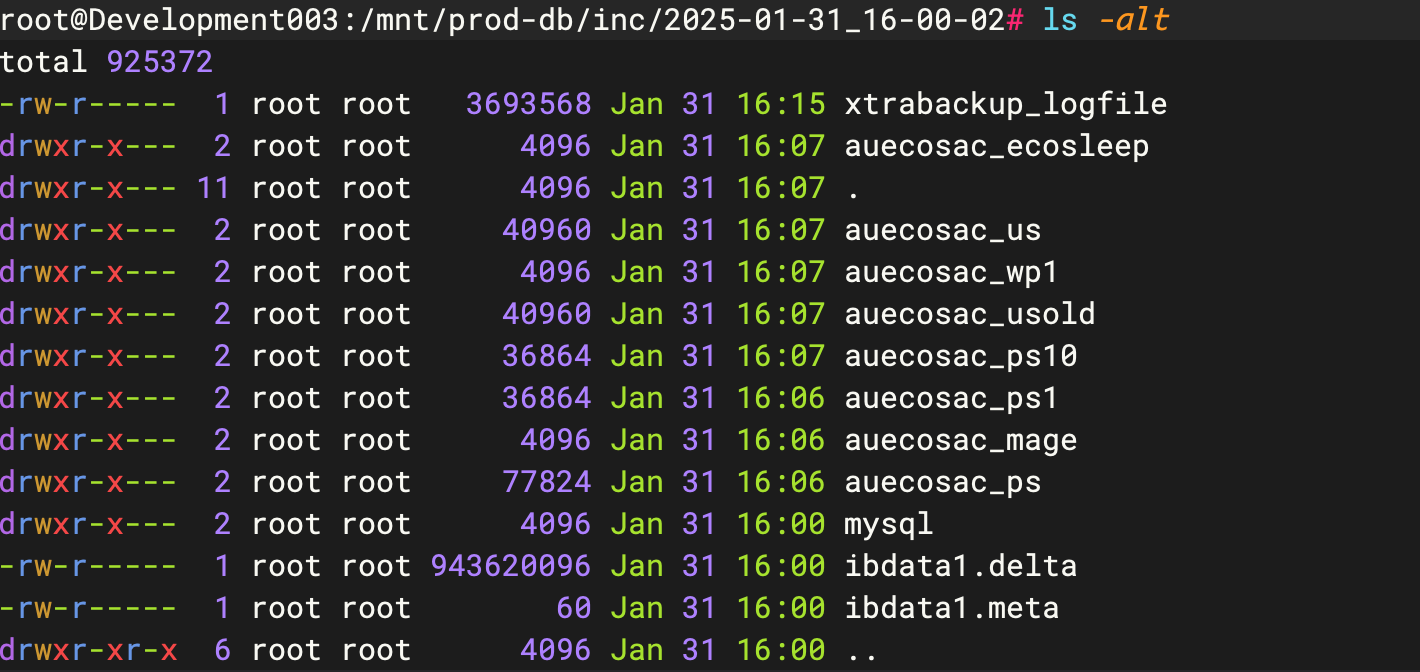 root@Development003:/mnt/prod-db/inc/2025-01-31_16-00-02# ls -alt
total 925372
-rw-r-----  1 root root   3693568 Jan 31 16:15 xtrabackup_logfile
drwxr-x---  2 root root      4096 Jan 31 16:07 auecosac_ecosleep
drwxr-x--- 11 root root      4096 Jan 31 16:07 .
drwxr-x---  2 root root     40960 Jan 31 16:07 auecosac_us
drwxr-x---  2 root root      4096 Jan 31 16:07 auecosac_wp1
drwxr-x---  2 root root     40960 Jan 31 16:07 auecosac_usold
drwxr-x---  2 root root     36864 Jan 31 16:07 auecosac_ps10
drwxr-x---  2 root root     36864 Jan 31 16:06 auecosac_ps1
drwxr-x---  2 root root      4096 Jan 31 16:06 auecosac_mage
drwxr-x---  2 root root     77824 Jan 31 16:06 auecosac_ps
drwxr-x---  2 root root      4096 Jan 31 16:00 mysql
-rw-r-----  1 root root 943620096 Jan 31 16:00 ibdata1.delta
-rw-r-----  1 root root        60 Jan 31 16:00 ibdata1.meta
drwxr-xr-x  6 root root      4096 Jan 31 16:00 ..